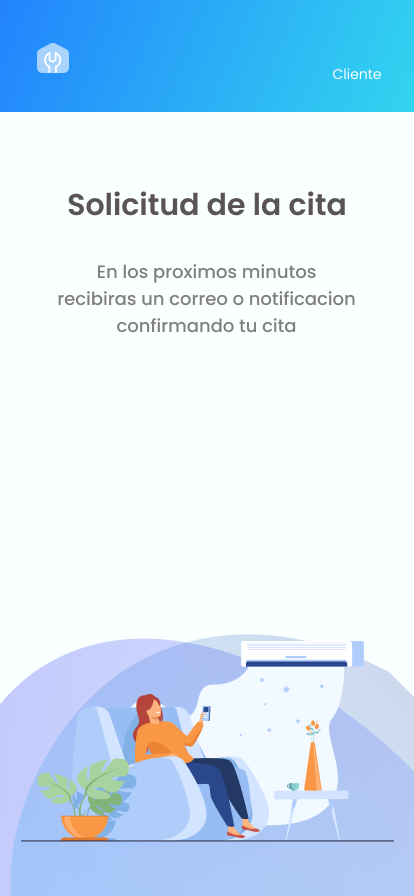 Cliente
Solicitud de la cita
En los proximos minutos
recibiras un correo o notificacion
confirmando tu cita